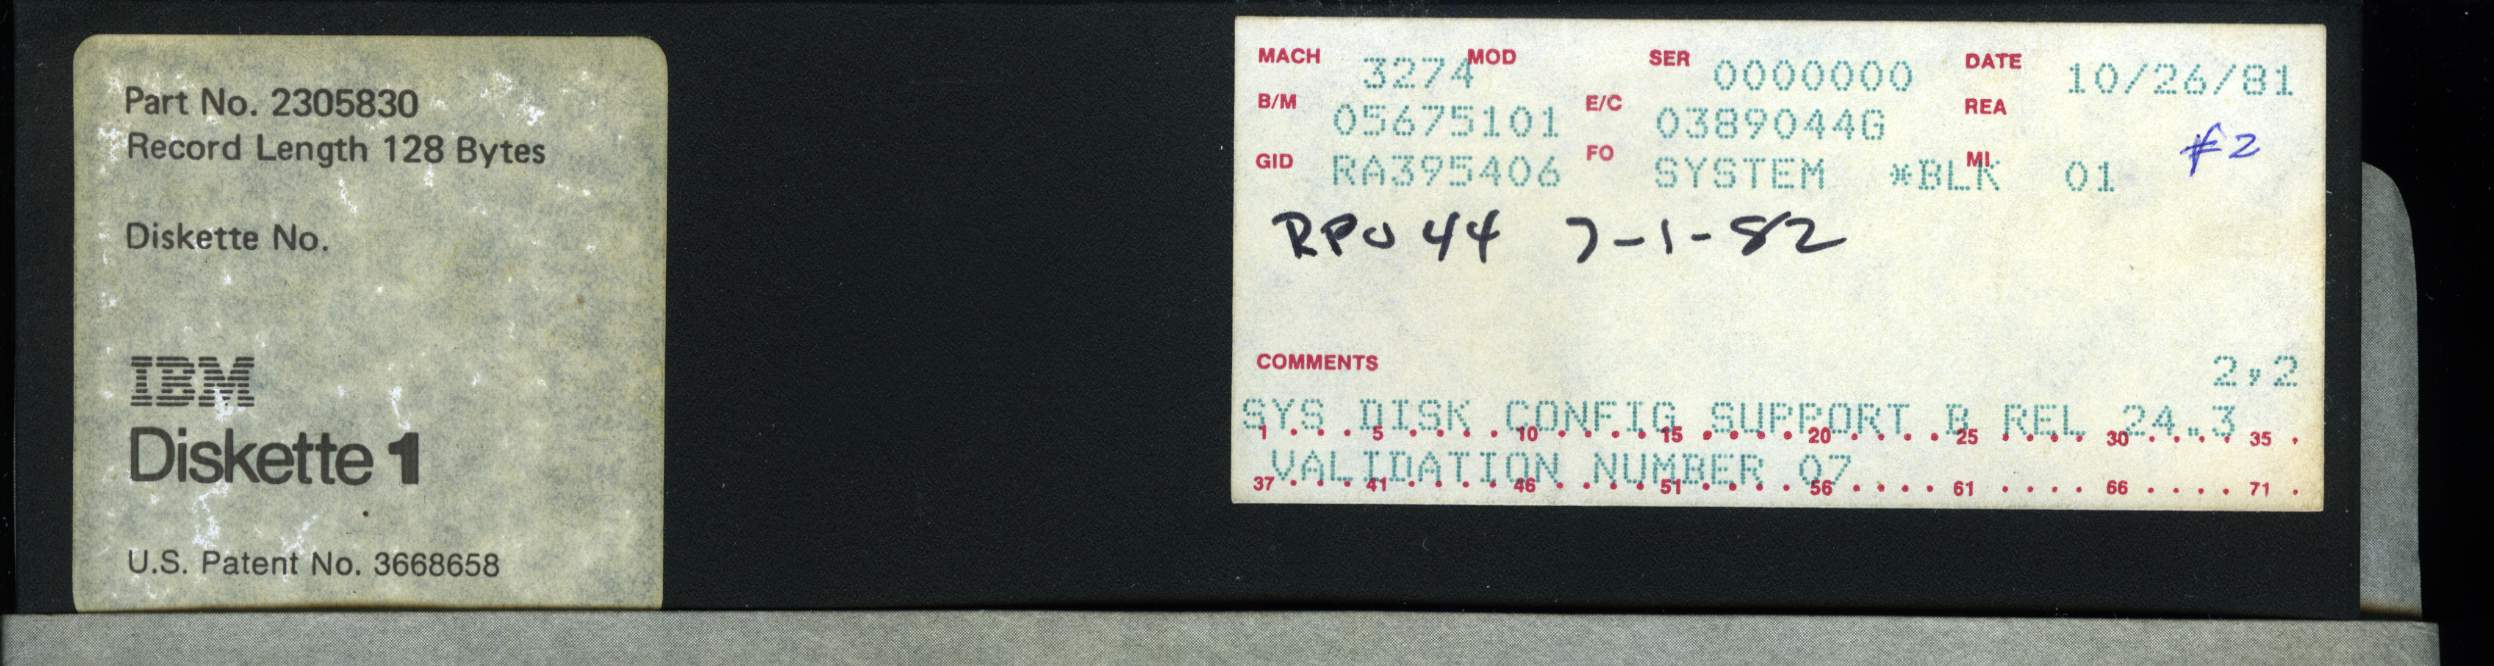 Part No. 2305830
Record Length 128 Bytes
Diskette No.
IBM
Diskette 1
U.S. Patent No. 3668658
MACH 3274 MOD SER 0000000 DATE 10/26/81
B/M 05675101 E/C 0389044G REA
#2
GID RA395406 FO SYSTEM *BLK MI 01
RPQ 44 7-1-82
COMMENTS 2,2
SYS DISK CONFIG SUPPORT B REL 24.3
1 . . . 5 . . . . 10 . . . . 15 . . . . 20 . . . . 25 . . . . 30 . . . . 35 .
VALIDATION NUMBER 07
37 . . . 41 . . . . 46 . . . . 51 . . . . 56 . . . . 61 . . . . 66 . . . . 71 .